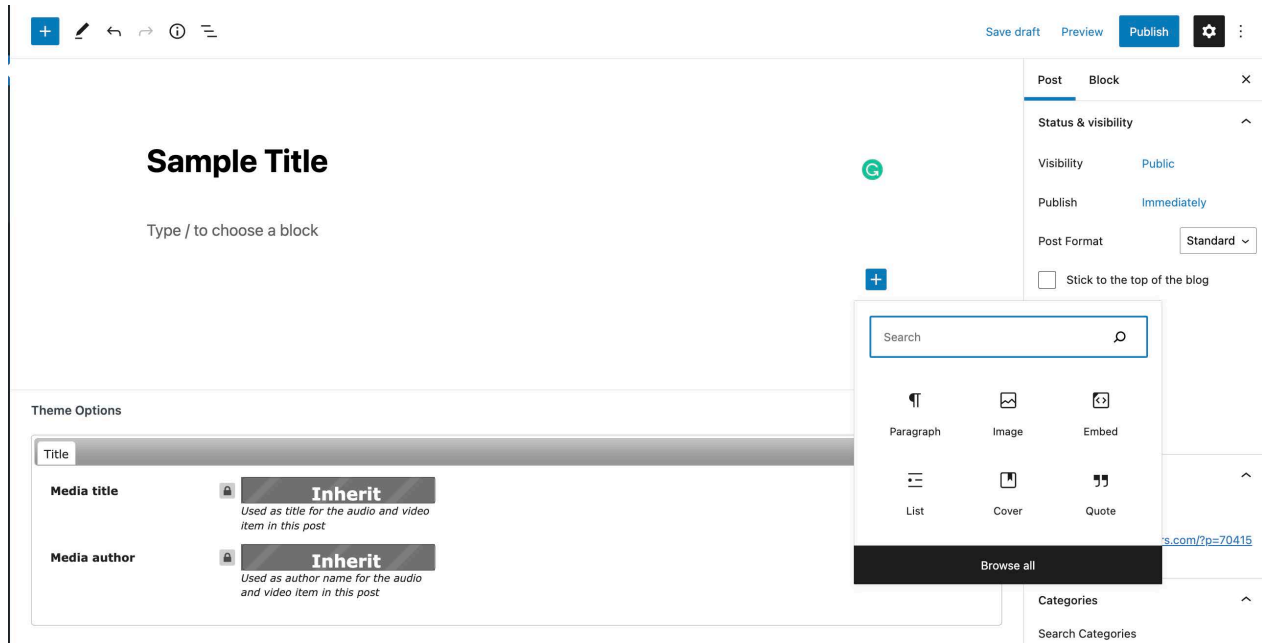 Save draft Preview Publish
Post Block
Status & visibility
Sample Title
Visibility Public
Publish Immediately
Type / to choose a block
Post Format Standard
Stick to the top of the blog
Search
Theme Options
Paragraph Image Embed
Title
Media title Inherit
Used as title for the audio and video
item in this post
List Cover Quote
rs.com/?p=70415
Media author Inherit
Used as author name for the audio
and video item in this post
Browse all
Categories
Search Categories